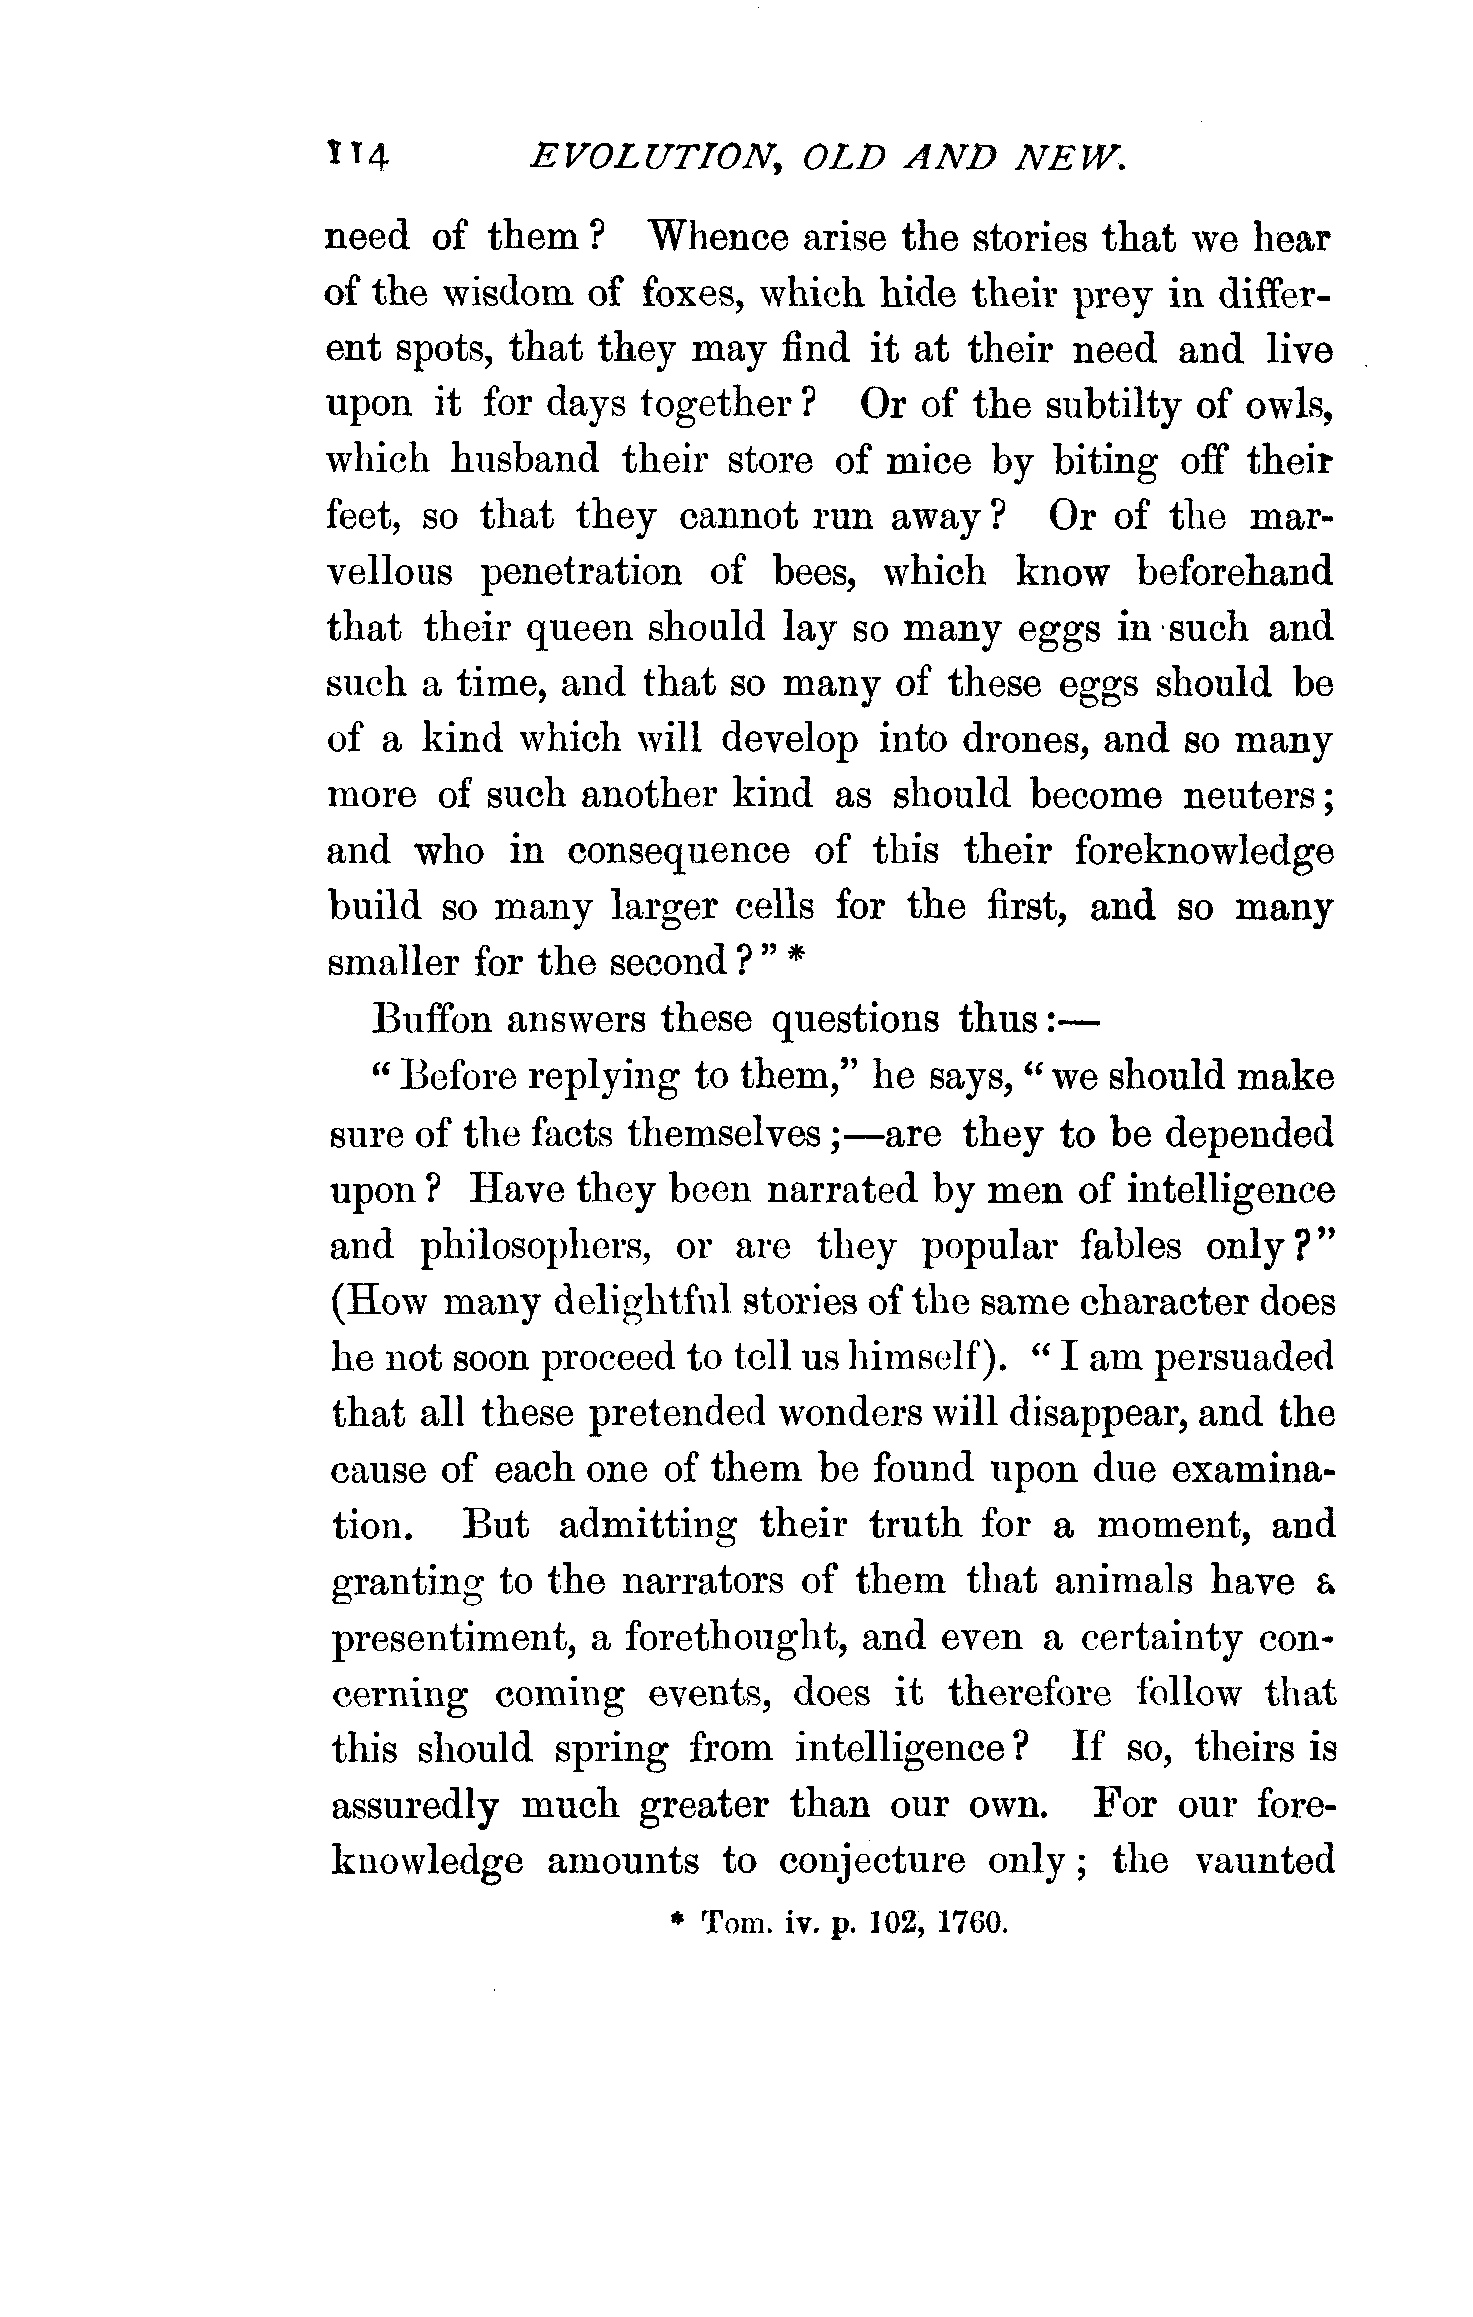 114 EVOLUTION, OLD AND NEW.
need of them? Whence arise the stories that we hear
of the wisdom of foxes, which hide their prey in differ-
ent spots, that they may find it at their need and live
upon it for days together? Or of the subtilty of owls,
which husband their store of mice by biting off their
feet, so that they cannot run away? Or of the mar-
vellous penetration of bees, which know beforehand
that their queen should lay so many eggs in such and
such a time, and that so many of these eggs should be
of a kind which will develop into drones, and so many
more of such another kind as should become neuters;
and who in consequence of this their foreknowledge
build so many larger cells for the first, and so many
smaller for the second?" *
Buffon answers these questions thus:—
"Before replying to them," he says, "we should make
sure of the facts themselves;—are they to be depended
upon? Have they been narrated by men of intelligence
and philosophers, or are they popular fables only?"
(How many delightful stories of the same character does
he not soon proceed to tell us himself). "I am persuaded
that all these pretended wonders will disappear, and the
cause of each one of them be found upon due examina-
tion. But admitting their truth for a moment, and
granting to the narrators of them that animals have a
presentiment, a forethought, and even a certainty con-
cerning coming events, does it therefore follow that
this should spring from intelligence? If so, theirs is
assuredly much greater than our own. For our fore-
knowledge amounts to conjecture only; the vaunted
* Tom. iv. p. 102, 1760.